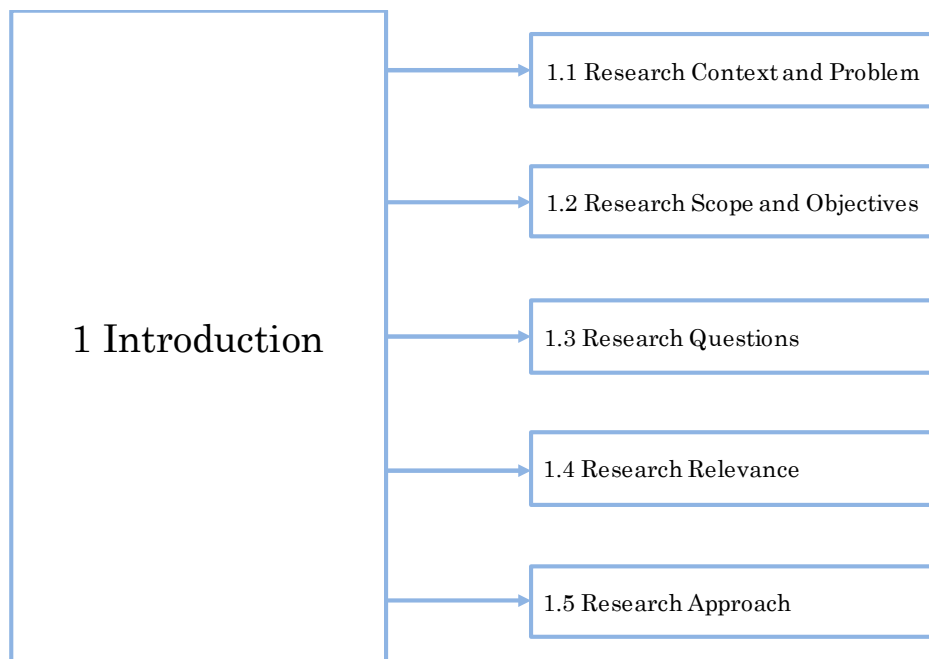 1 Introduction
1.1 Research Context and Problem
1.2 Research Scope and Objectives
1.3 Research Questions
1.4 Research Relevance
1.5 Research Approach